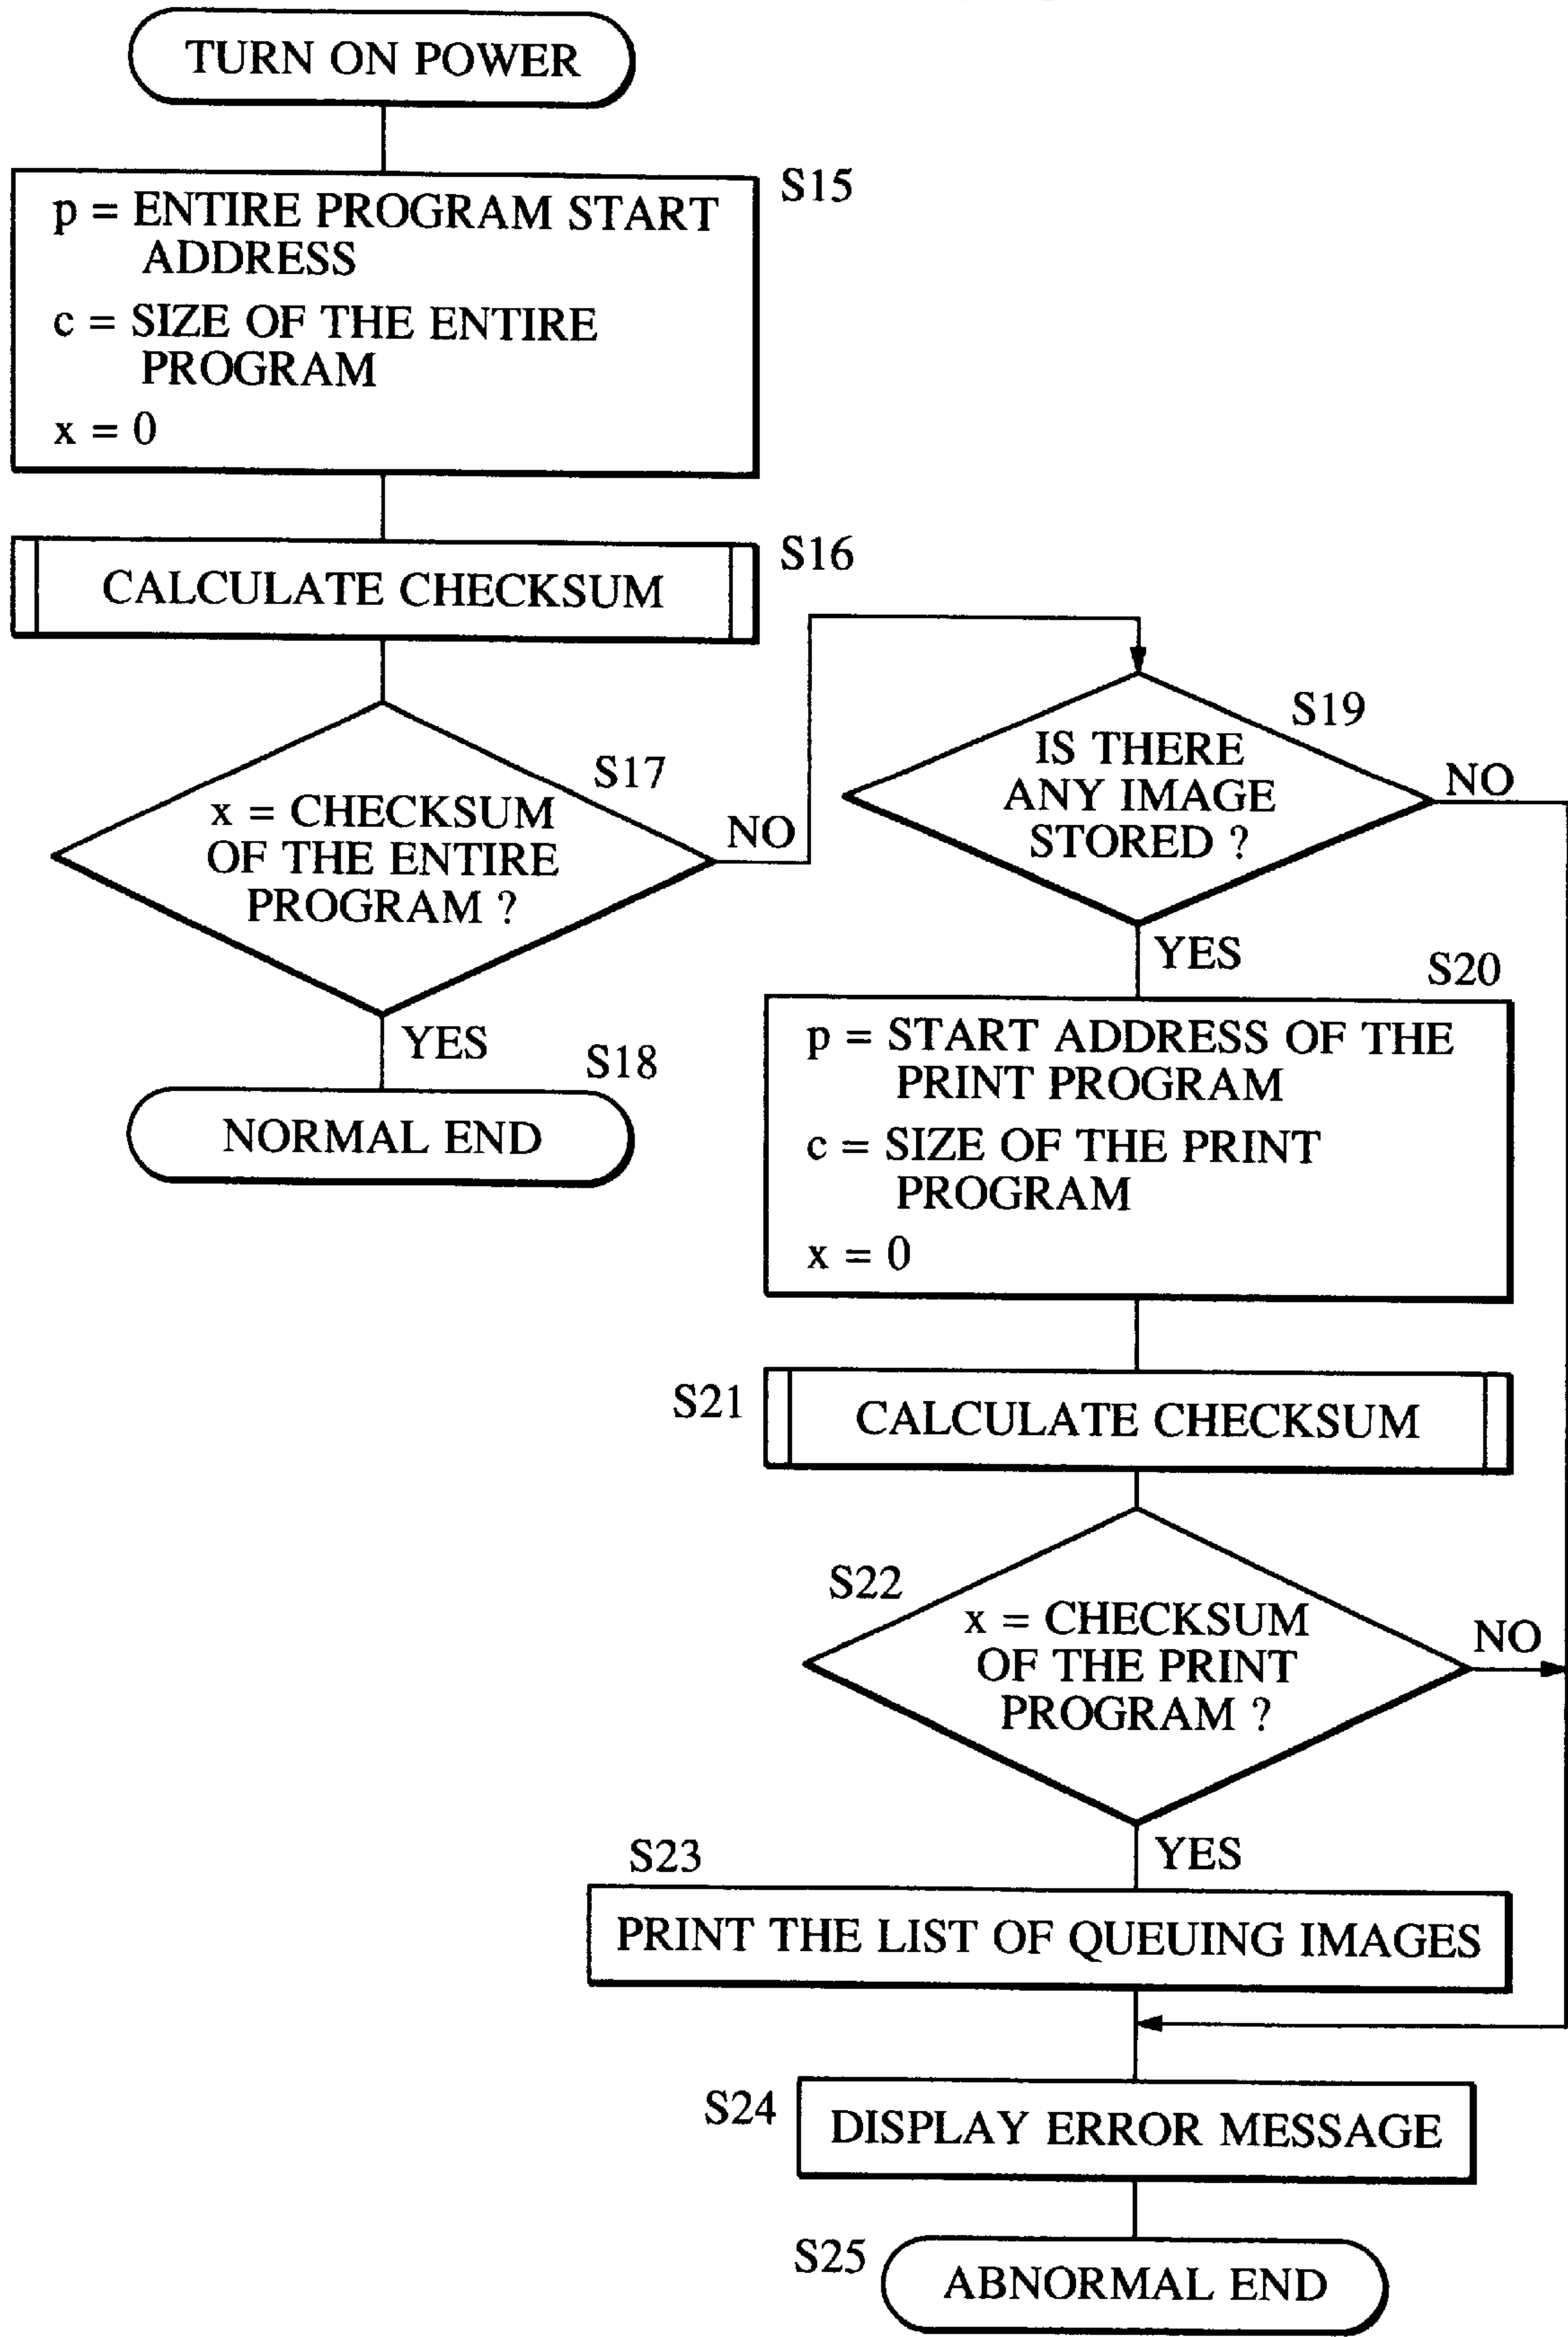 TURN ON POWER
S15
p = ENTIRE PROGRAM START
ADDRESS
c = SIZE OF THE ENTIRE
PROGRAM
x = 0
S16
CALCULATE CHECKSUM
S17
x = CHECKSUM
OF THE ENTIRE
PROGRAM ?
NO
YES
S18
NORMAL END
S19
IS THERE
ANY IMAGE
STORED ?
NO
YES
S20
p = START ADDRESS OF THE
PRINT PROGRAM
c = SIZE OF THE PRINT
PROGRAM
x = 0
S21
CALCULATE CHECKSUM
S22
x = CHECKSUM
OF THE PRINT
PROGRAM ?
NO
YES
S23
PRINT THE LIST OF QUEUING IMAGES
S24
DISPLAY ERROR MESSAGE
S25
ABNORMAL END